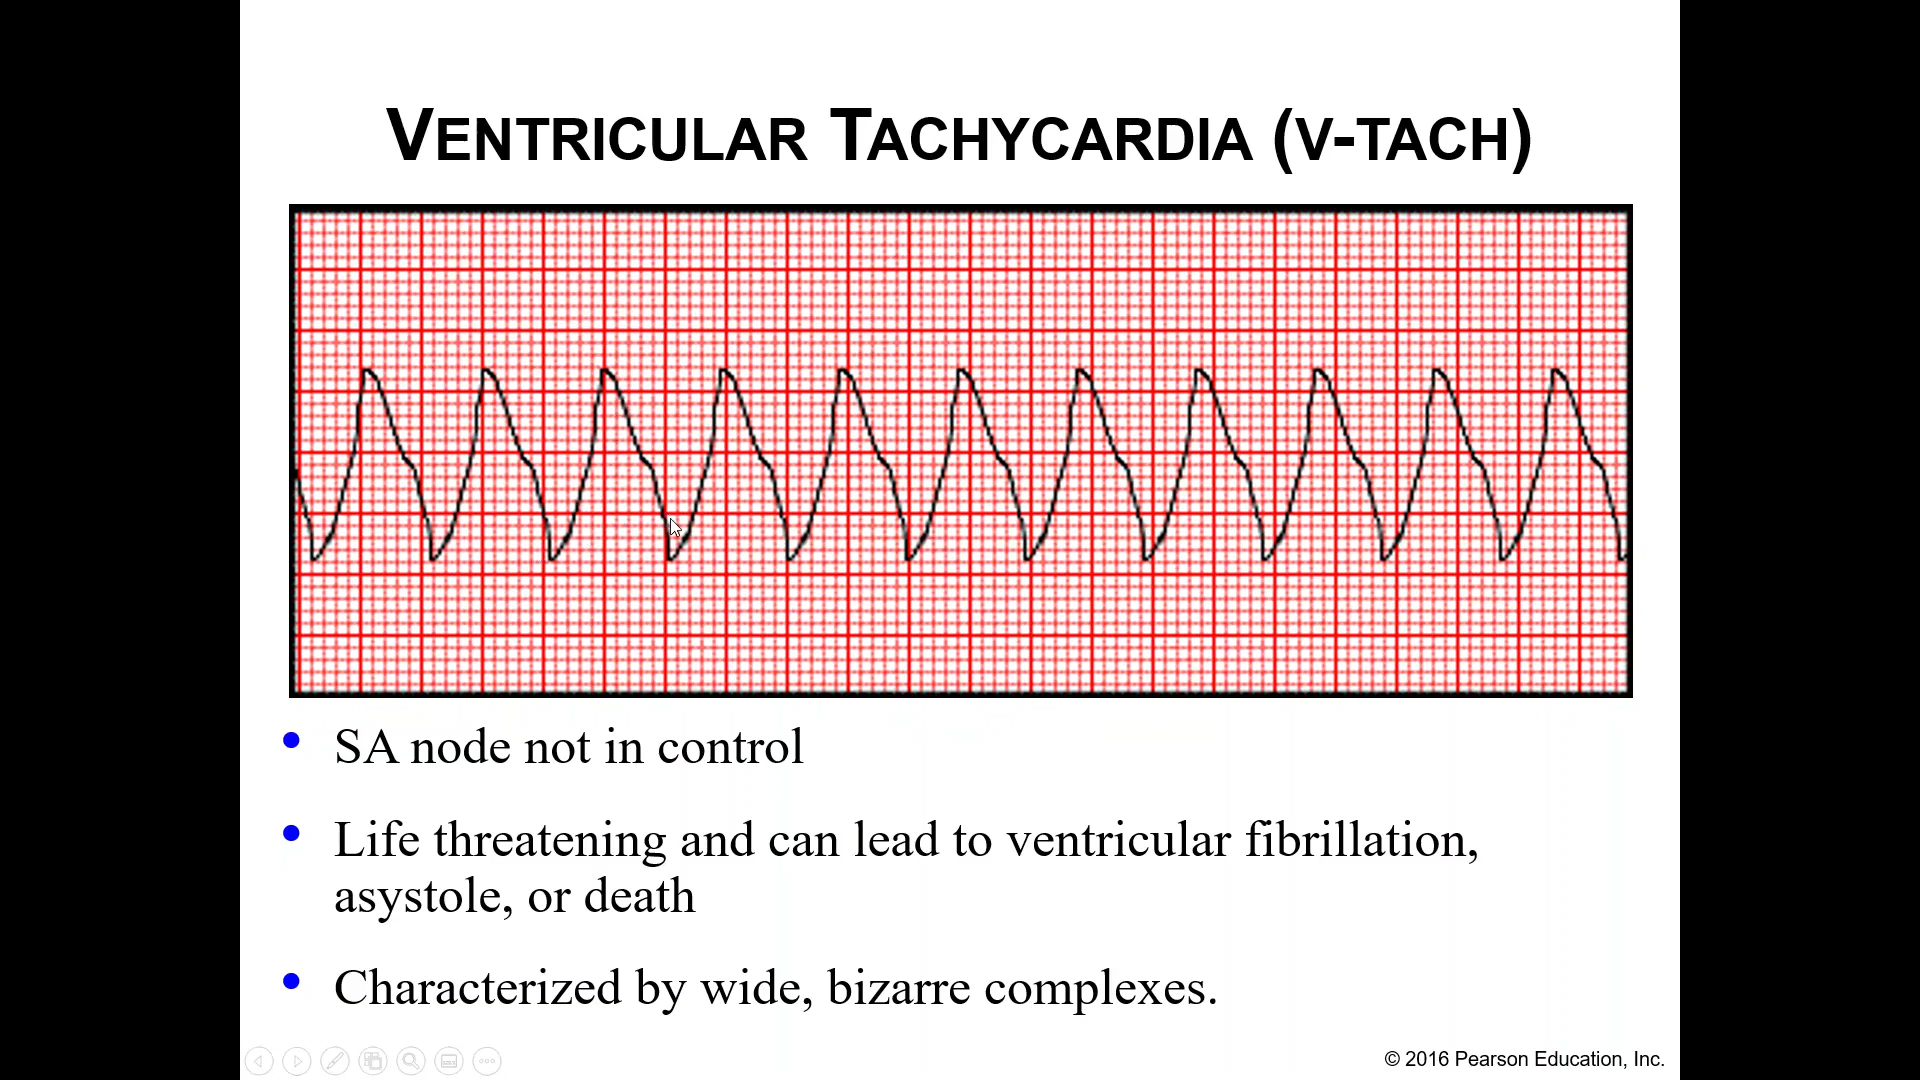 VENTRICULAR TACHYCARDIA (V-TACH)
• SA node not in control
• Life threatening and can lead to ventricular fibrillation,
asystole, or death
• Characterized by wide, bizarre complexes.
© 2016 Pearson Education, Inc.